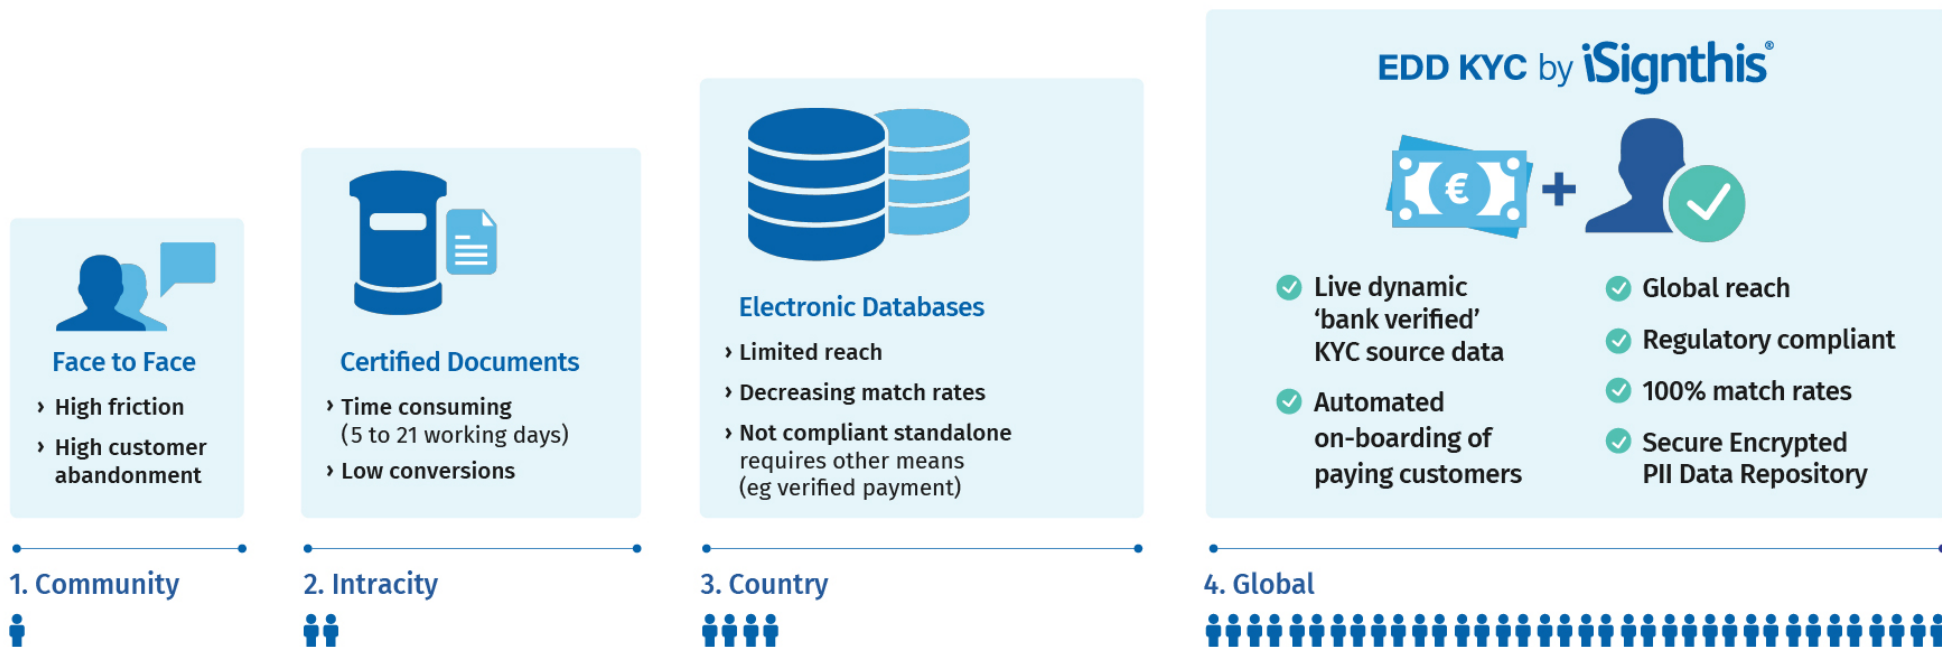 Face to Face
› High friction
› High customer
abandonment
1. Community
Certified Documents
› Time consuming
(5 to 21 working days)
› Low conversions
2. Intracity
Electronic Databases
› Limited reach
› Decreasing match rates
› Not compliant standalone
requires other means
(eg verified payment)
3. Country
EDD KYC by iSignthis®
€
+
Live dynamic
‘bank verified’
KYC source data
Automated
on-boarding of
paying customers
Global reach
Regulatory compliant
100% match rates
Secure Encrypted
PII Data Repository
4. Global